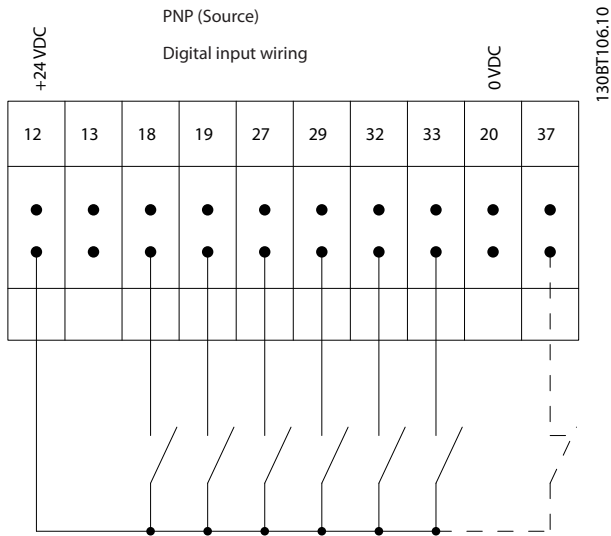 PNP (Source)
Digital input wiring
+24 VDC
0 VDC
130BT106.10
12 13 18 19 27 29 32 33 20 37